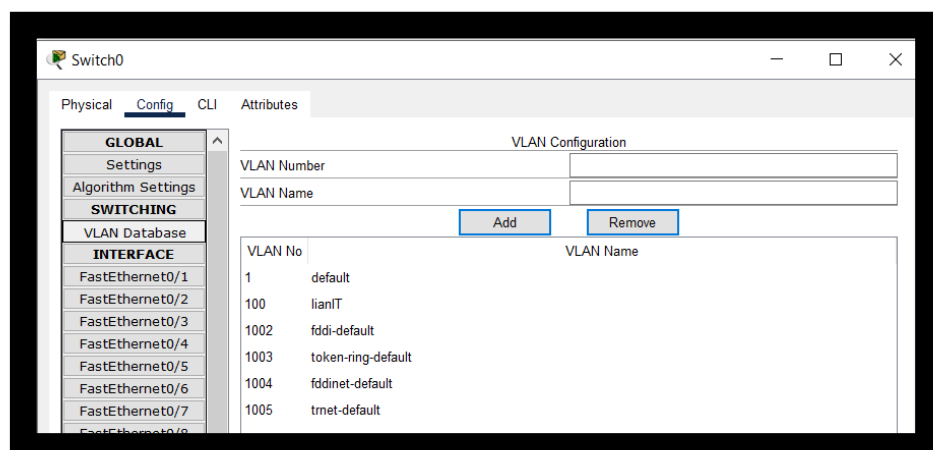 Switch0
Physical Config CLI Attributes
GLOBAL
Settings
Algorithm Settings
SWITCHING
VLAN Database
INTERFACE
FastEthernet0/1
FastEthernet0/2
FastEthernet0/3
FastEthernet0/4
FastEthernet0/5
FastEthernet0/6
FastEthernet0/7
FastEthernet0/8
VLAN Configuration
VLAN Number
VLAN Name
Add Remove
VLAN No VLAN Name
1 default
100 lianIT
1002 fddi-default
1003 token-ring-default
1004 fddinet-default
1005 trnet-default